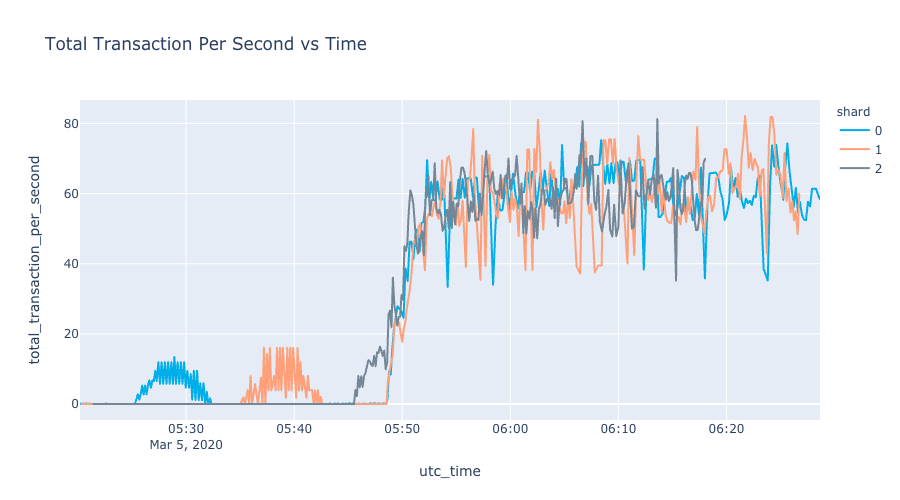 Total Transaction Per Second vs Time
shard
0
1
2
total_transaction_per_second
80
60
40
20
0
05:30
05:40
05:50
06:00
06:10
06:20
Mar 5, 2020
utc_time